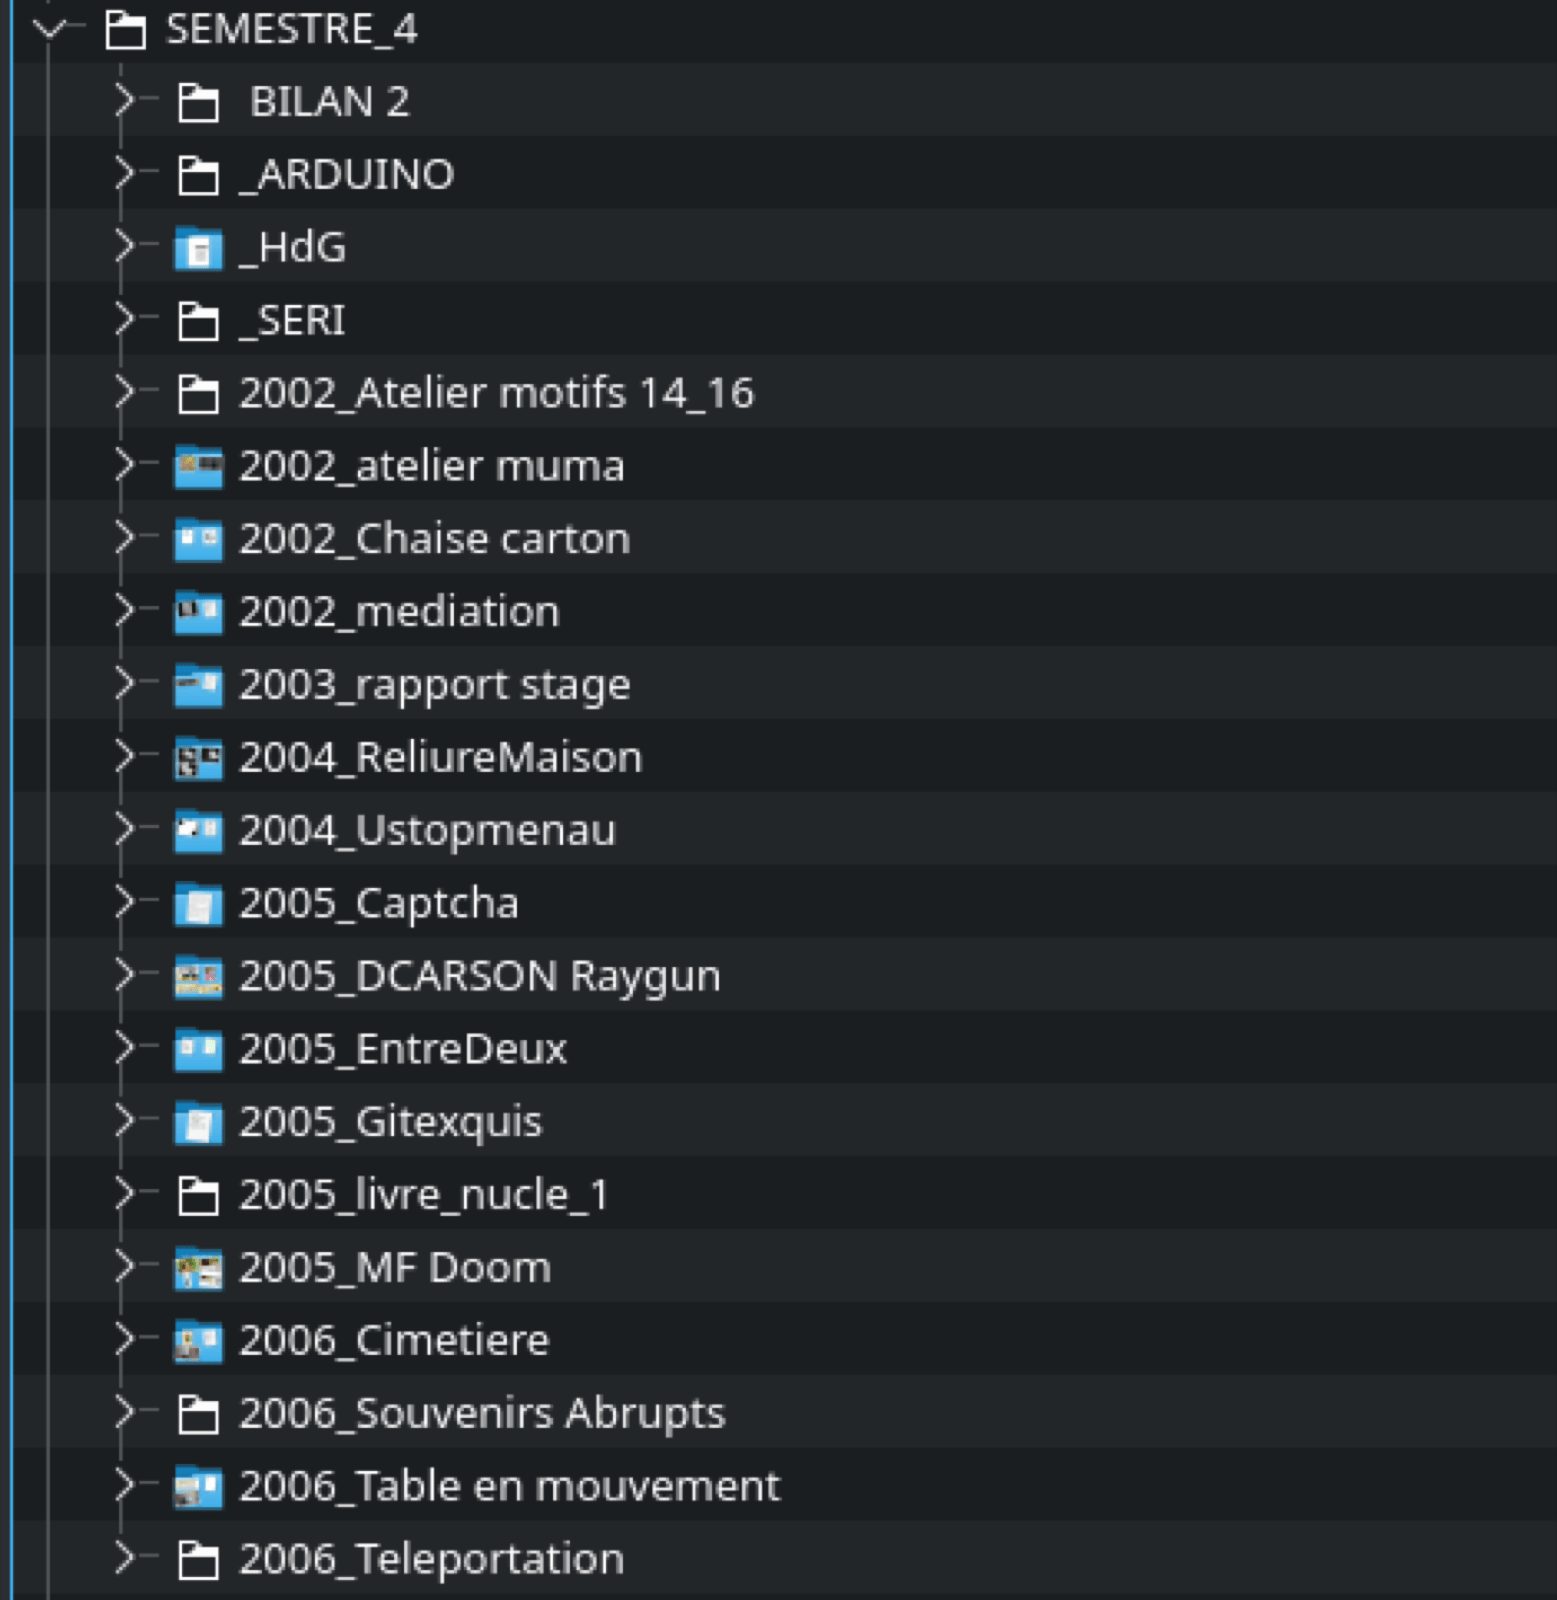 SEMESTRE_4
BILAN 2
_ARDUINO
_HdG
_SERI
2002_Atelier motifs 14_16
2002_atelier muma
2002_Chaise carton
2002_mediation
2003_rapport stage
2004_ReliureMaison
2004_Ustopmenau
2005_Captcha
2005_DCARSON Raygun
2005_EntreDeux
2005_Gitexquis
2005_livre_nucle_1
2005_MF Doom
2006_Cimetiere
2006_Souvenirs Abrupts
2006_Table en mouvement
2006_Teleportation